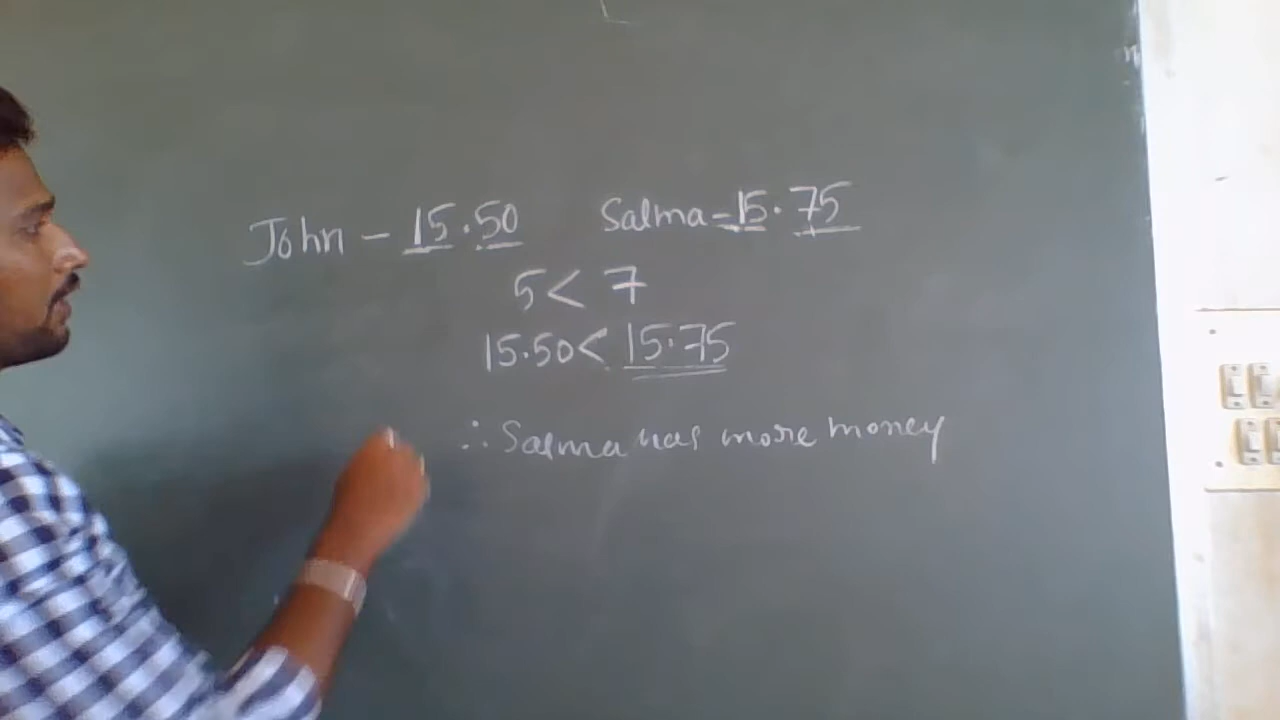 John - 15.50 Salma - 15.75
5 < 7
15.50 < 15.75
∴ Salma has more money